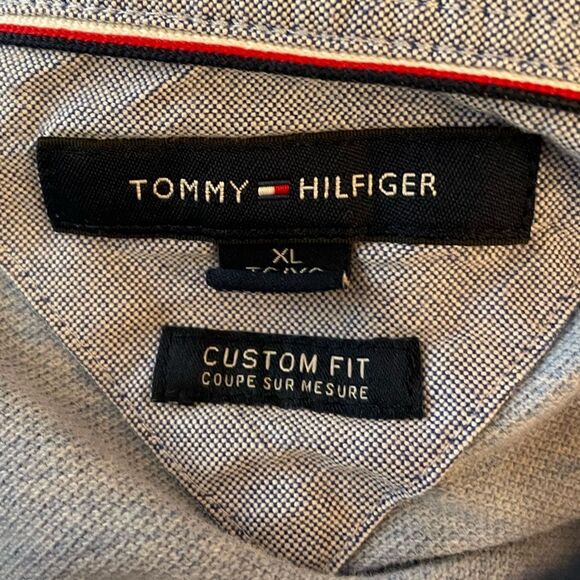 TOMMY HILFIGER
XL
CUSTOM FIT
COUPE SUR MESURE